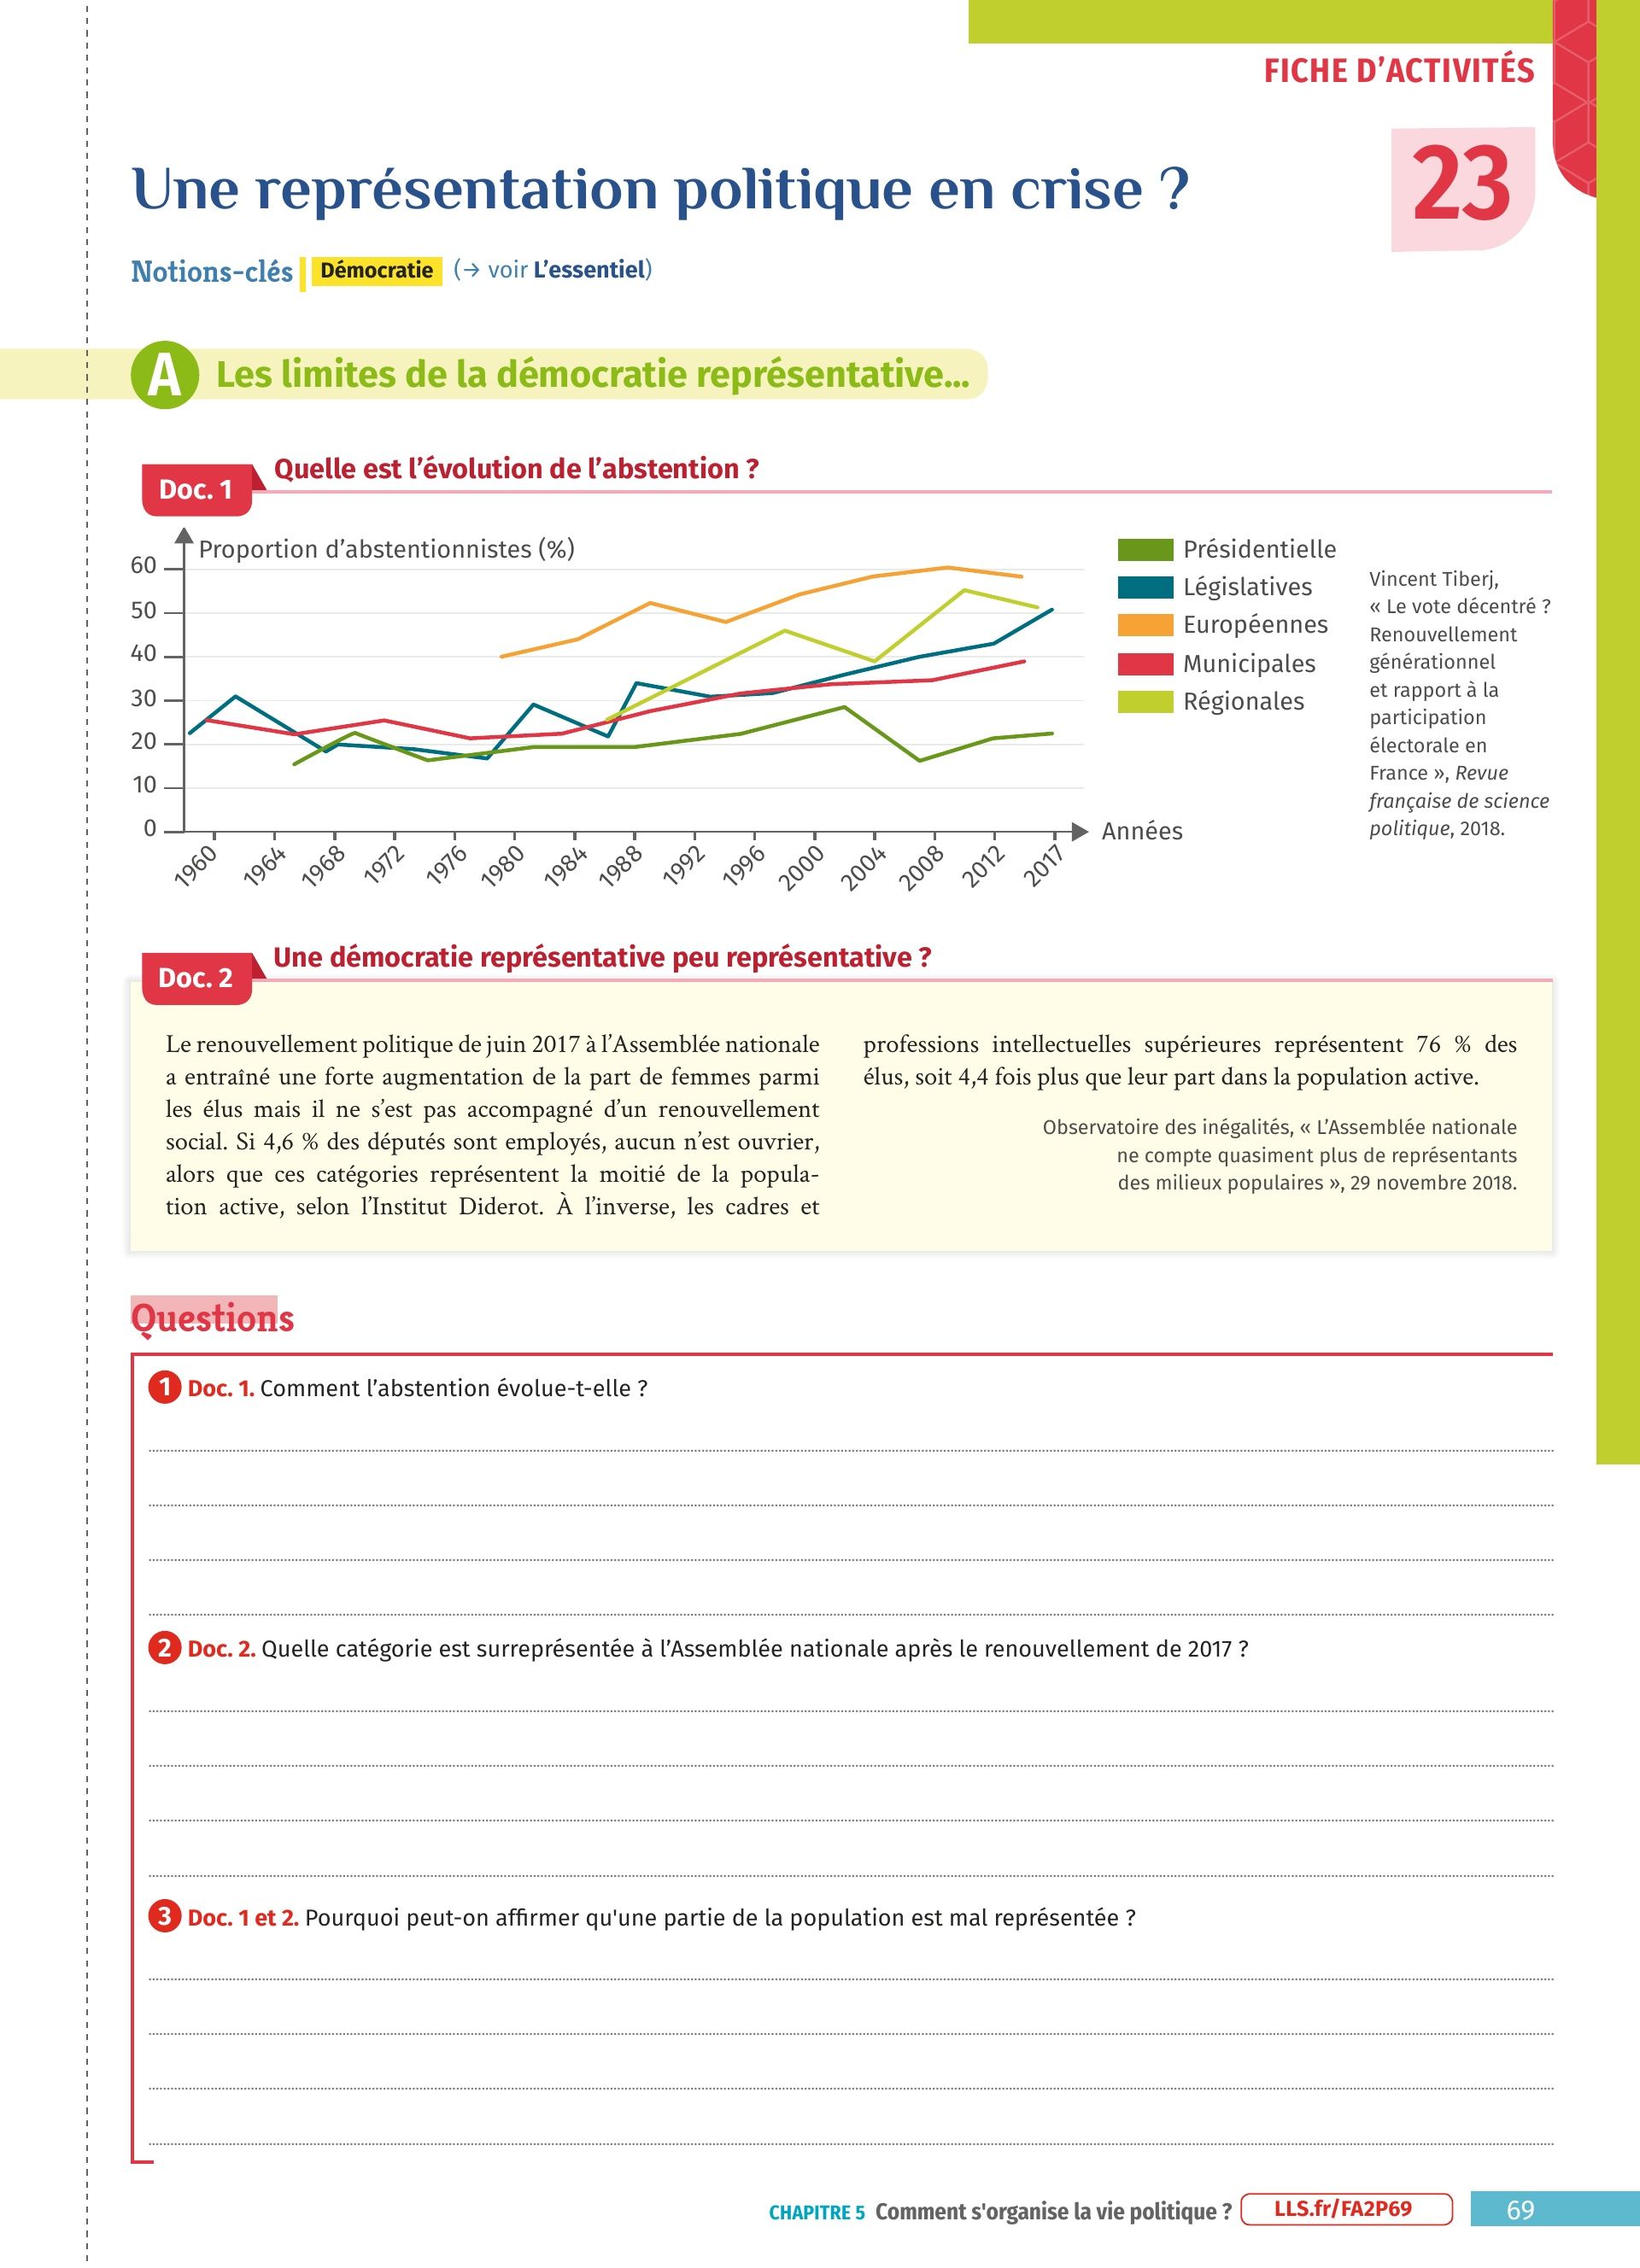 FICHE D'ACTIVITÉS
Une représentation politique en crise ?
23
Notions-clés Démocratie (→ voir L'essentiel)
A Les limites de la démocratie représentative...
Doc. 1
Quelle est l'évolution de l'abstention ?
Proportion d'abstentionnistes (%)
60
50
40
30
20
10
0
1960
1964
1968
1972
1976
1980
1984
1988
1992
1996
2000
2004
2008
2012
2017
Années
Présidentielle
Législatives
Européennes
Municipales
Régionales
Vincent Tiberj,
« Le vote décentré ?
Renouvellement
générationnel
et rapport à la
participation
électorale en
France », Revue
française de science
politique, 2018.
Doc. 2
Une démocratie représentative peu représentative ?
Le renouvellement politique de juin 2017 à l'Assemblée nationale
a entraîné une forte augmentation de la part de femmes parmi
les élus mais il ne s'est pas accompagné d'un renouvellement
social. Si 4,6 % des députés sont employés, aucun n'est ouvrier,
alors que ces catégories représentent la moitié de la popula-
tion active, selon l'Institut Diderot. À l'inverse, les cadres et
professions intellectuelles supérieures représentent 76 % des
élus, soit 4,4 fois plus que leur part dans la population active.
Observatoire des inégalités, « L'Assemblée nationale
ne compte quasiment plus de représentants
des milieux populaires », 29 novembre 2018.
Questions
1 Doc. 1. Comment l'abstention évolue-t-elle ?
2 Doc. 2. Quelle catégorie est surreprésentée à l'Assemblée nationale après le renouvellement de 2017 ?
3 Doc. 1 et 2. Pourquoi peut-on affirmer qu'une partie de la population est mal représentée ?
CHAPITRE 5 Comment s'organise la vie politique ? LLS.fr/FA2P69 69